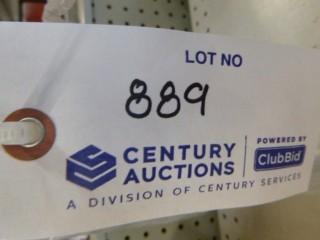 LOT NO
889
CENTURY AUCTIONS
POWERED BY
ClubBid
A DIVISION OF CENTURY SERVICES